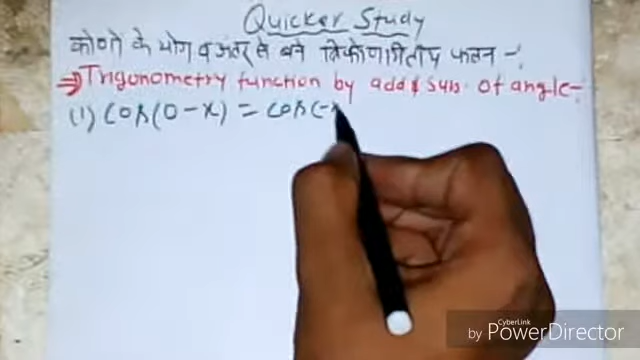 Quicker Study
कोणो के योग व अंतर से बने त्रिकोणमितीय फलन -:
⇒ Trigonometry function by add & sub. of angle -:
(1) cos(0-x) = cos(-x
CyberLink
by PowerDirector